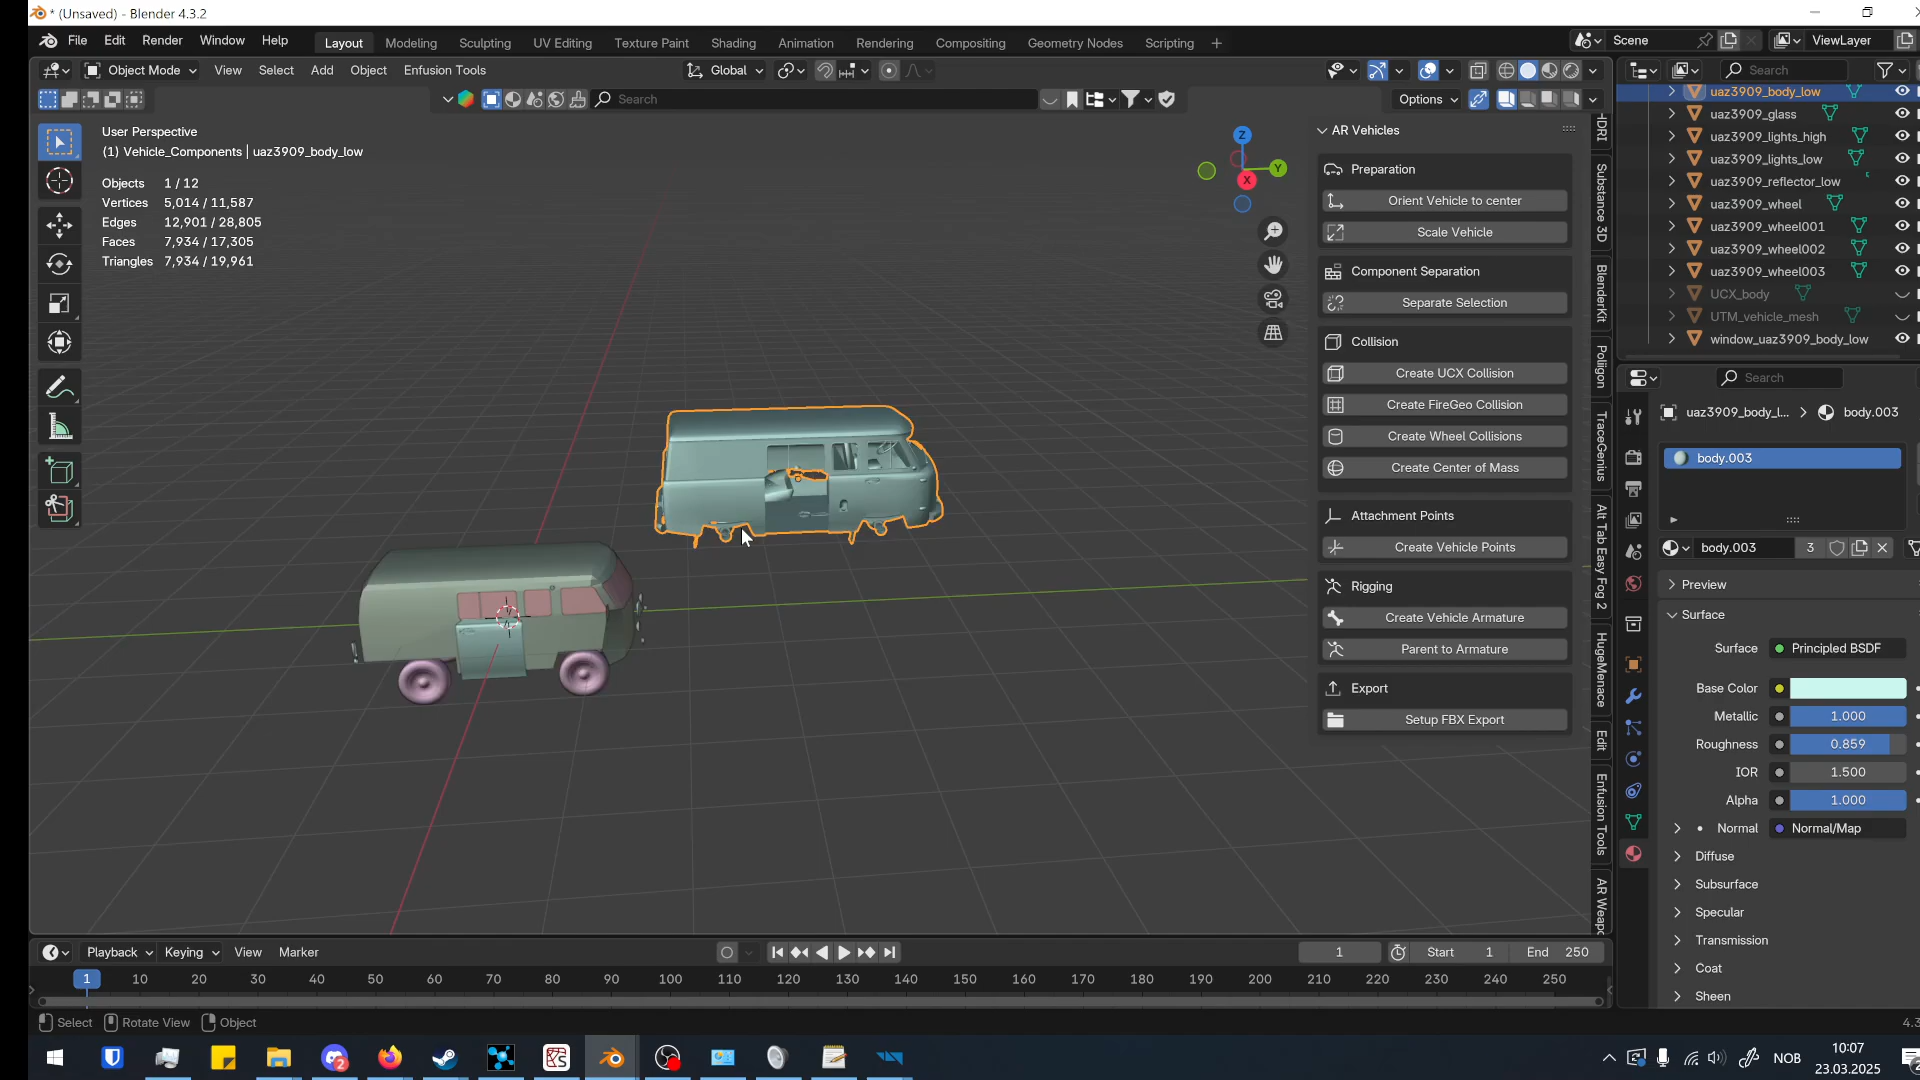 * (Unsaved) - Blender 4.3.2
File Edit Render Window Help
Layout Modeling Sculpting UV Editing Texture Paint Shading Animation Rendering Compositing Geometry Nodes Scripting +
Scene
ViewLayer
Object Mode View Select Add Object Enfusion Tools
Global
Search
Search
Options
User Perspective
(1) Vehicle_Components | uaz3909_body_low
Objects 1 / 12
Vertices 5,014 / 11,587
Edges 12,901 / 28,805
Faces 7,934 / 17,305
Triangles 7,934 / 19,961
Z
Y
X
AR Vehicles
Preparation
Orient Vehicle to center
Scale Vehicle
Component Separation
Separate Selection
Collision
Create UCX Collision
Create FireGeo Collision
Create Wheel Collisions
Create Center of Mass
Attachment Points
Create Vehicle Points
Rigging
Create Vehicle Armature
Parent to Armature
Export
Setup FBX Export
HDRI
Substance 3D
BlenderKit
Poliigon
TraceGenius
Alt Tab Easy Fog 2
HugeMenace
Edit
Enfusion Tools
AR Weapo
uaz3909_body_low
uaz3909_glass
uaz3909_lights_high
uaz3909_lights_low
uaz3909_reflector_low
uaz3909_wheel
uaz3909_wheel001
uaz3909_wheel002
uaz3909_wheel003
UCX_body
UTM_vehicle_mesh
window_uaz3909_body_low
Search
uaz3909_body_l... > body.003
body.003
body.003 3
Preview
Surface
Surface Principled BSDF
Base Color
Metallic 1.000
Roughness 0.859
IOR 1.500
Alpha 1.000
Normal Normal/Map
Diffuse
Subsurface
Specular
Transmission
Coat
Sheen
Playback Keying View Marker
1 Start 1 End 250
1 10 20 30 40 50 60 70 80 90 100 110 120 130 140 150 160 170 180 190 200 210 220 230 240 250
Select Rotate View Object
4.3
2
NOB
10:07
23.03.2025